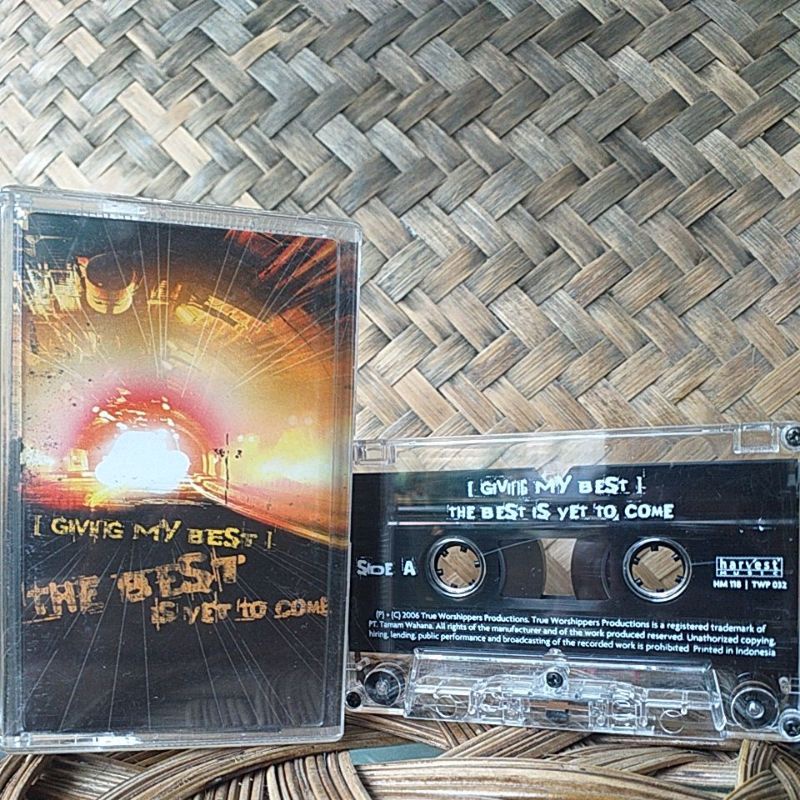 [ GIVING MY BEST ]
THE BEST
IS YET TO COME
[ GIVING MY BEST ]
THE BEST IS YET TO COME
SIDE A
harvest
MUSIC
HM 118 | TWP 032
(P) + (C) 2006 True Worshippers Productions. True Worshippers Productions is a registered trademark of
PT. Tamam Wahana. All rights of the manufacturer and of the work produced reserved. Unathorized copying,
hiring, lending, public performance and broadcasting of the recorded work is prohibited Printed in Indonesia